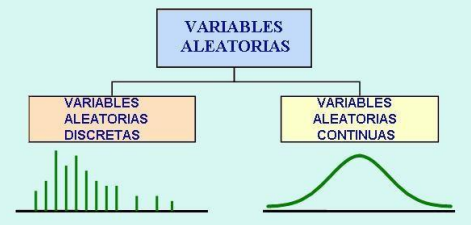 VARIABLES
ALEATORIAS
VARIABLES
ALEATORIAS
DISCRETAS
VARIABLES
ALEATORIAS
CONTINUAS